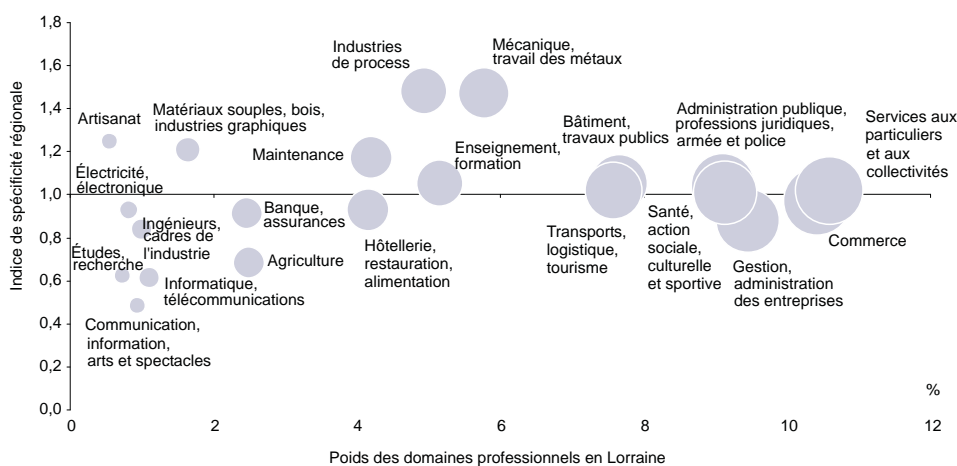 Indice de spécificité régionale
1,8
1,6
1,4
1,2
1,0
0,8
0,6
0,4
0,2
0,0
Industries
de process
Mécanique,
travail des métaux
Artisanat
Matériaux souples, bois,
industries graphiques
Maintenance
Enseignement,
formation
Bâtiment,
travaux publics
Administration publique,
professions juridiques,
armée et police
Services aux
particuliers
et aux
collectivités
Électricité,
électronique
Ingénieurs,
cadres de
l'industrie
Études,
recherche
Informatique,
télécommunications
Communication,
information,
arts et spectacles
Banque,
assurances
Agriculture
Hôtellerie,
restauration,
alimentation
Transports,
logistique,
tourisme
Santé,
action
sociale,
culturelle
et sportive
Gestion,
administration
des entreprises
Commerce
%
0
2
4
6
8
10
12
Poids des domaines professionnels en Lorraine